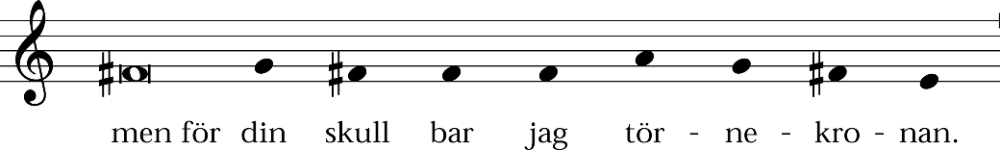 men för din skull bar jag tör - ne - kro - nan.